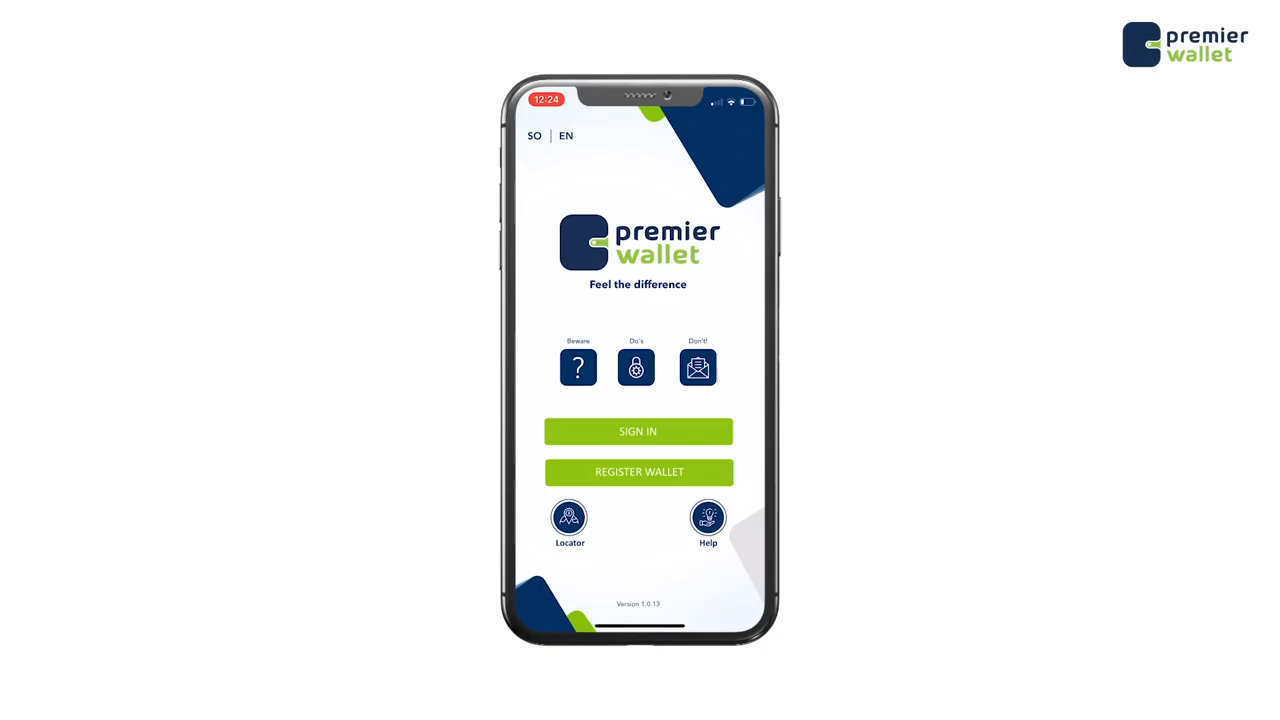 premier
wallet
12:24
SO | EN
premier
wallet
Feel the difference
Beware Do's Don't!
?
SIGN IN
REGISTER WALLET
Locator Help
Version 1.0.13